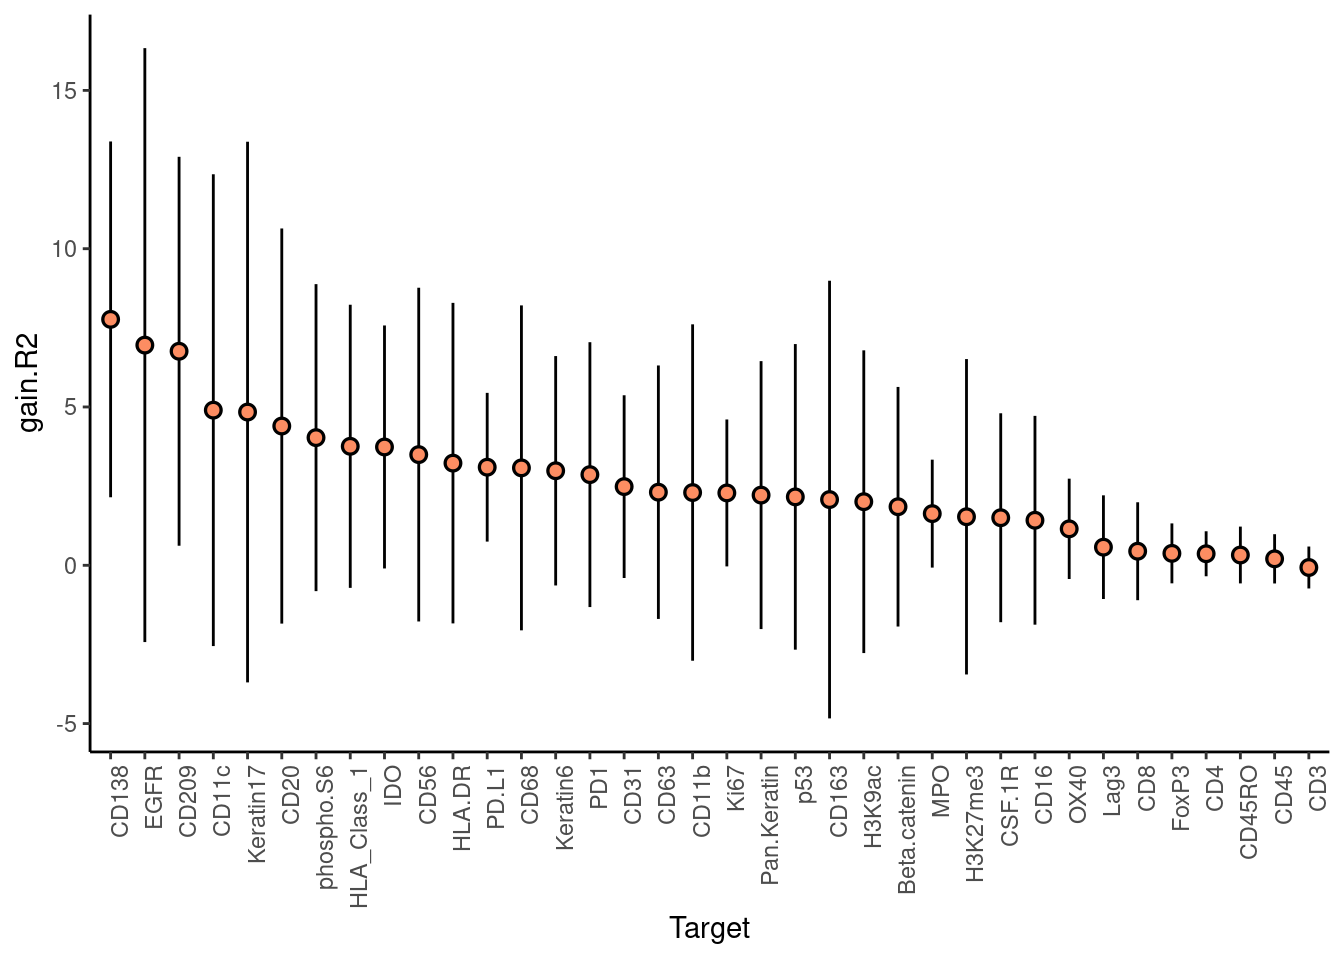 gain.R2
15
10
5
0
-5
CD138
EGFR
CD209
CD11c
Keratin17
CD20
phospho.S6
HLA_Class_1
IDO
CD56
HLA.DR
PD.L1
CD68
Keratin6
PD1
CD31
CD63
CD11b
Ki67
Pan.Keratin
p53
CD163
H3K9ac
Beta.catenin
MPO
H3K27me3
CSF.1R
CD16
OX40
Lag3
CD8
FoxP3
CD4
CD45RO
CD45
CD3
Target